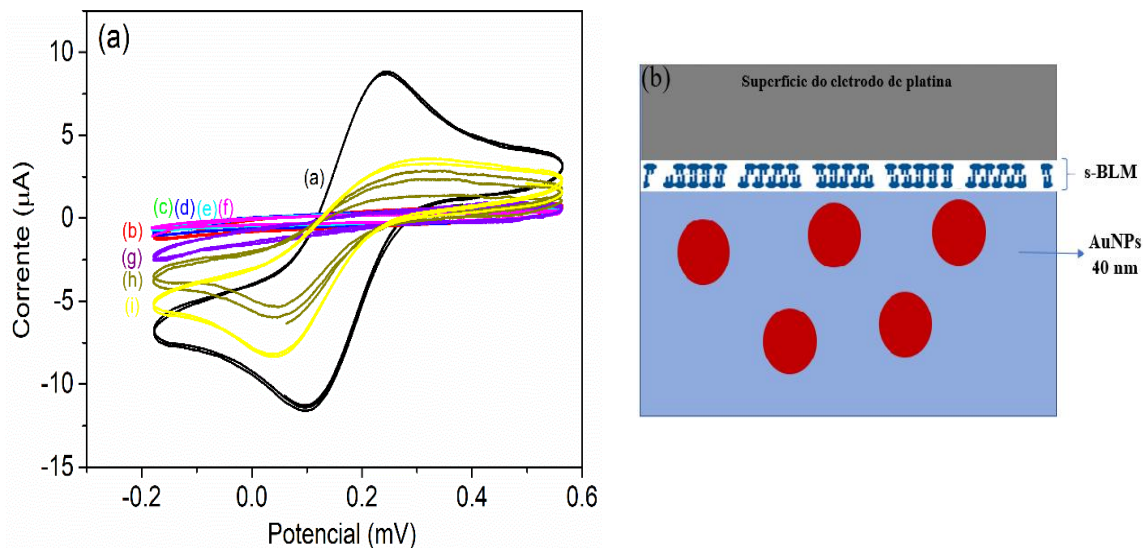 (a)
10
5
0
-5
-10
-15
Corrente (µA)
(a)
(c)(d)(e)(f)
(b)
(g)
(h)
(i)
-0.2
0.0
0.2
0.4
0.6
Potencial (mV)
(b)
Superfície do eletrodo de platina
s-BLM
AuNPs
40 nm